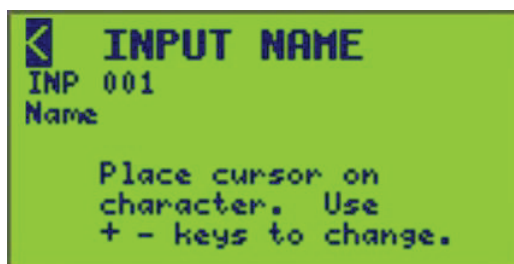 < INPUT NAME
INP 001
Name
Place cursor on
character. Use
+ - keys to change.